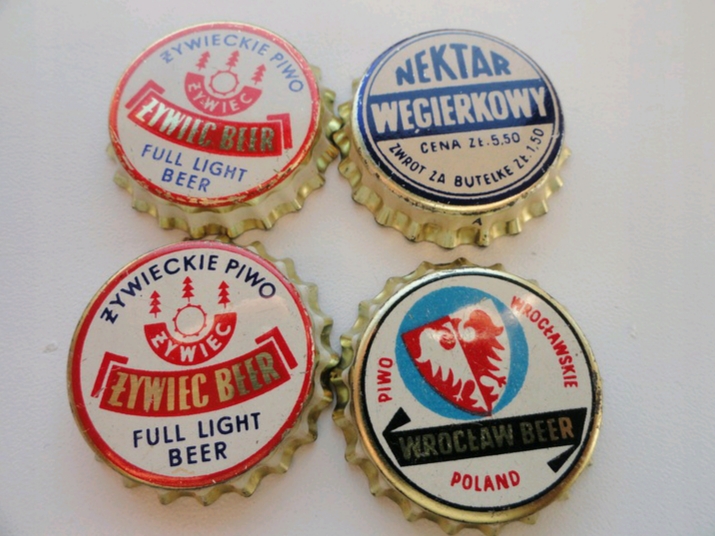 ŻYWIECKIE PIWO
ŻYWIEC
ŻYWIEC BEER
FULL LIGHT
BEER
NEKTAR
WĘGIERKOWY
CENA ZŁ.5,50
ZWROT ZA BUTELKĘ ZŁ.1,50
A
ŻYWIECKIE PIWO
ŻYWIEC
ŻYWIEC BEER
FULL LIGHT
BEER
PIWO
WROCŁAWSKIE
WROCŁAW BEER
POLAND